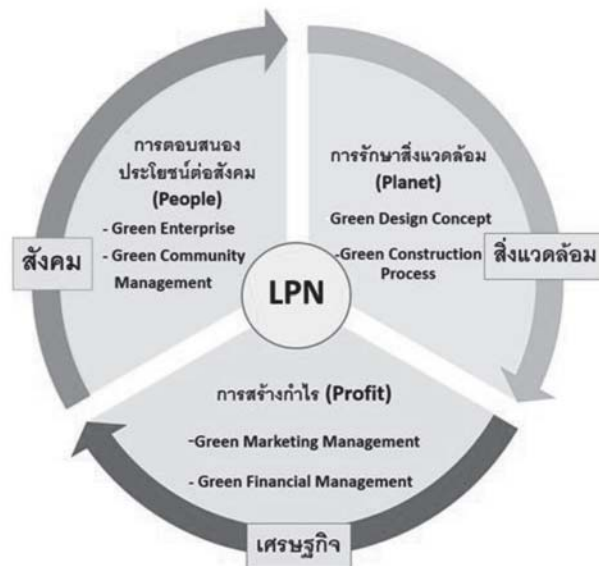 การตอบสนอง
ประโยชน์ต่อสังคม
(People)
- Green Enterprise
- Green Community
Management
สังคม
การรักษาสิ่งแวดล้อม
(Planet)
Green Design Concept
-Green Construction
Process
สิ่งแวดล้อม
LPN
การสร้างกำไร (Profit)
-Green Marketing Management
- Green Financial Management
เศรษฐกิจ